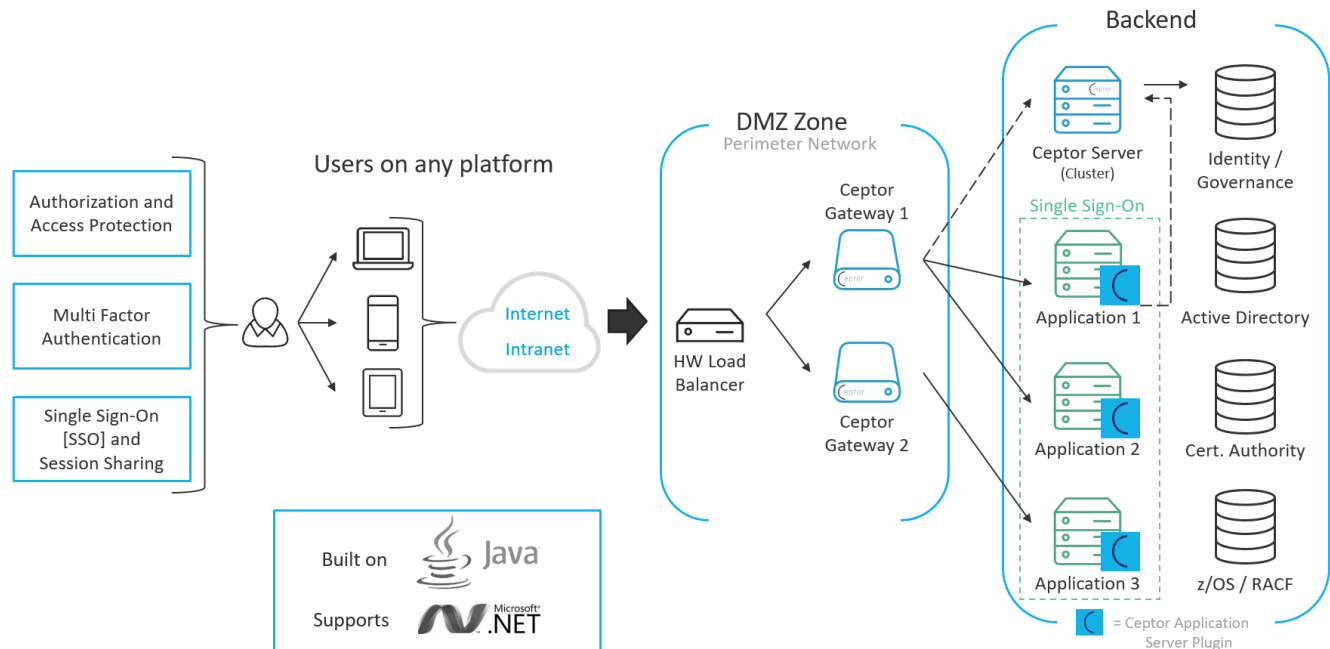 Backend
DMZ Zone
Perimeter Network
Users on any platform
Authorization and
Access Protection
Multi Factor
Authentication
Single Sign-On
[SSO] and
Session Sharing
Internet
Intranet
HW Load
Balancer
Ceptor
Gateway 1
ceptor
ceptor
Ceptor
Gateway 2
ceptor
Ceptor Server
(Cluster)
Identity /
Governance
Single Sign-On
Application 1
Active Directory
Application 2
Cert. Authority
Application 3
z/OS / RACF
= Ceptor Application
Server Plugin
Built on
Java
Supports
Microsoft®
.NET